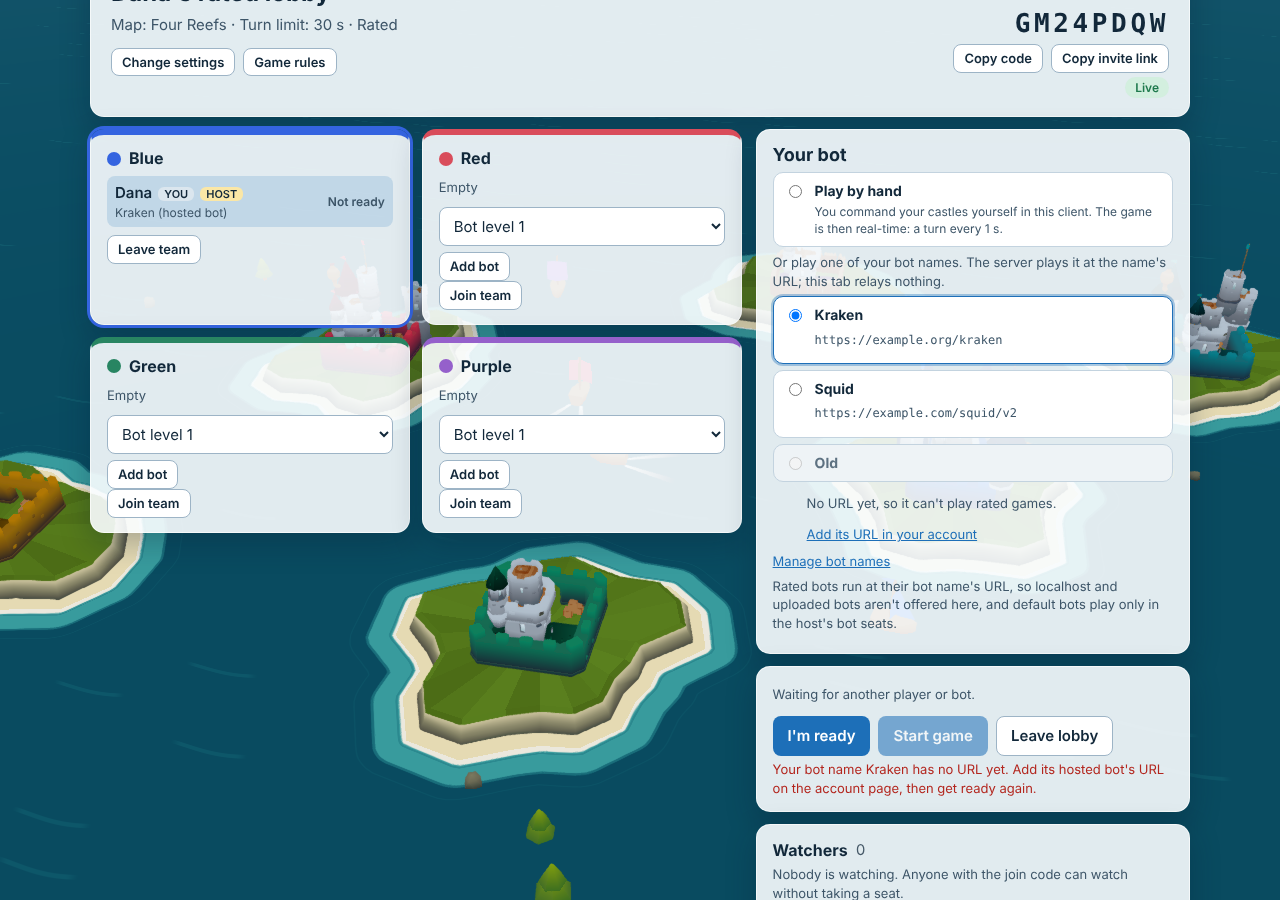 Map: Four Reefs · Turn limit: 30 s · Rated
GM24PDQW
Change settings
Game rules
Copy code
Copy invite link
Live
Blue
Dana YOU HOST
Kraken (hosted bot)
Not ready
Leave team
Red
Empty
Bot level 1
Add bot
Join team
Green
Empty
Bot level 1
Add bot
Join team
Purple
Empty
Bot level 1
Add bot
Join team
Your bot
Play by hand
You command your castles yourself in this client. The game
is then real-time: a turn every 1 s.
Or play one of your bot names. The server plays it at the name's
URL; this tab relays nothing.
Kraken
https://example.org/kraken
Squid
https://example.com/squid/v2
Old
No URL yet, so it can't play rated games.
Add its URL in your account
Manage bot names
Rated bots run at their bot name's URL, so localhost and
uploaded bots aren't offered here, and default bots play only in
the host's bot seats.
Waiting for another player or bot.
I'm ready
Start game
Leave lobby
Your bot name Kraken has no URL yet. Add its hosted bot's URL
on the account page, then get ready again.
Watchers 0
Nobody is watching. Anyone with the join code can watch
without taking a seat.